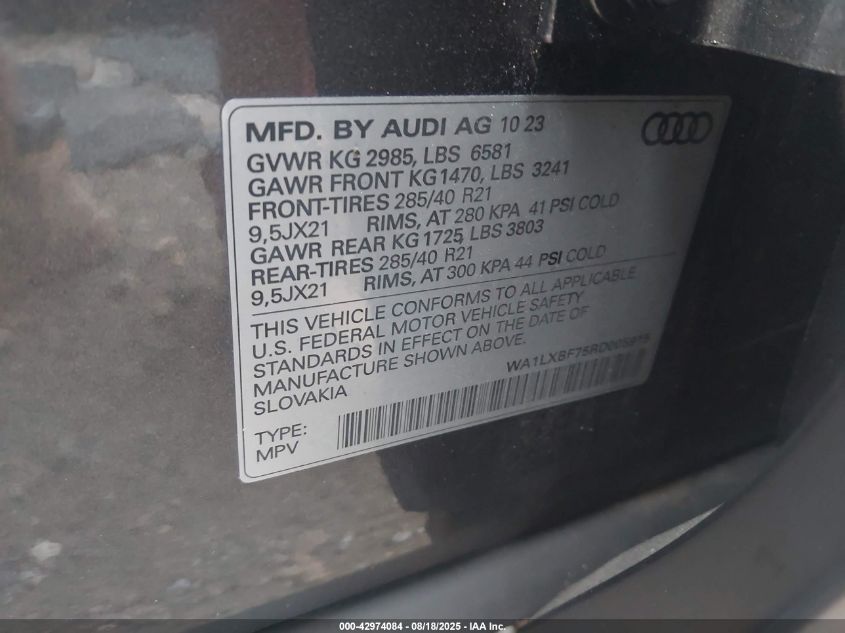 MFD. BY AUDI AG 10 23
GVWR KG 2985, LBS 6581
GAWR FRONT KG1470, LBS 3241
FRONT-TIRES 285/40 R21
9,5JX21 RIMS, AT 280 KPA 41 PSI COLD
GAWR REAR KG 1725, LBS 3803
REAR-TIRES 285/40 R21
9,5JX21 RIMS, AT 300 KPA 44 PSI COLD
THIS VEHICLE CONFORMS TO ALL APPLICABLE
U.S. FEDERAL MOTOR VEHICLE SAFETY
STANDARDS IN EFFECT ON THE DATE OF
MANUFACTURE SHOWN ABOVE.
SLOVAKIA
WA1LXBF75RD005915
TYPE:
MPV
000-42974084 - 08/18/2025 - IAA Inc.